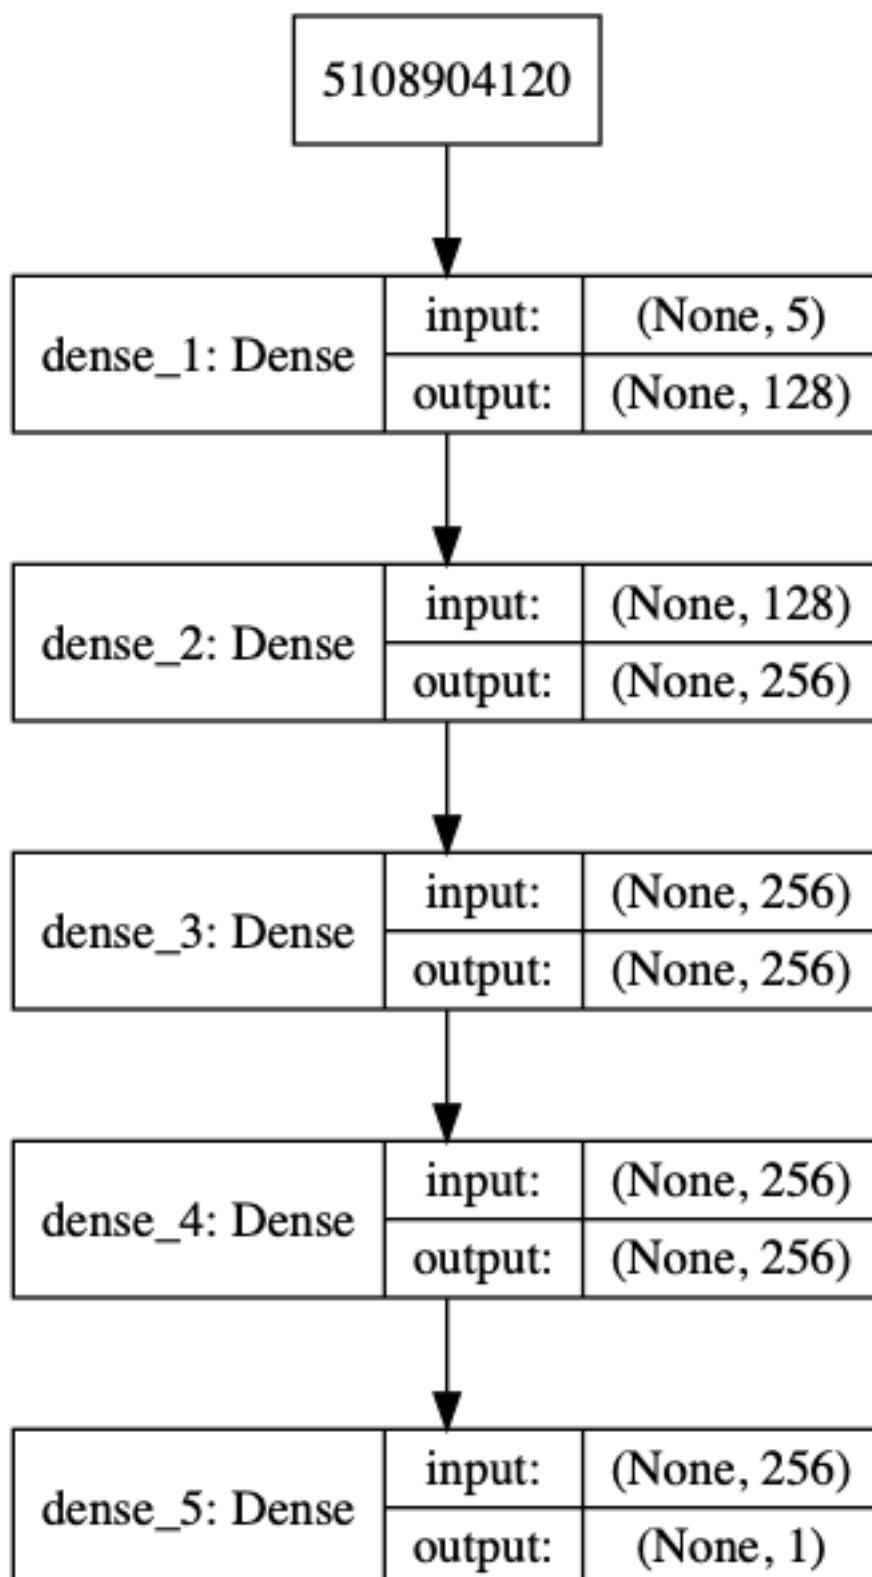 5108904120
dense_1: Dense
input:
(None, 5)
output:
(None, 128)
dense_2: Dense
input:
(None, 128)
output:
(None, 256)
dense_3: Dense
input:
(None, 256)
output:
(None, 256)
dense_4: Dense
input:
(None, 256)
output:
(None, 256)
dense_5: Dense
input:
(None, 256)
output:
(None, 1)